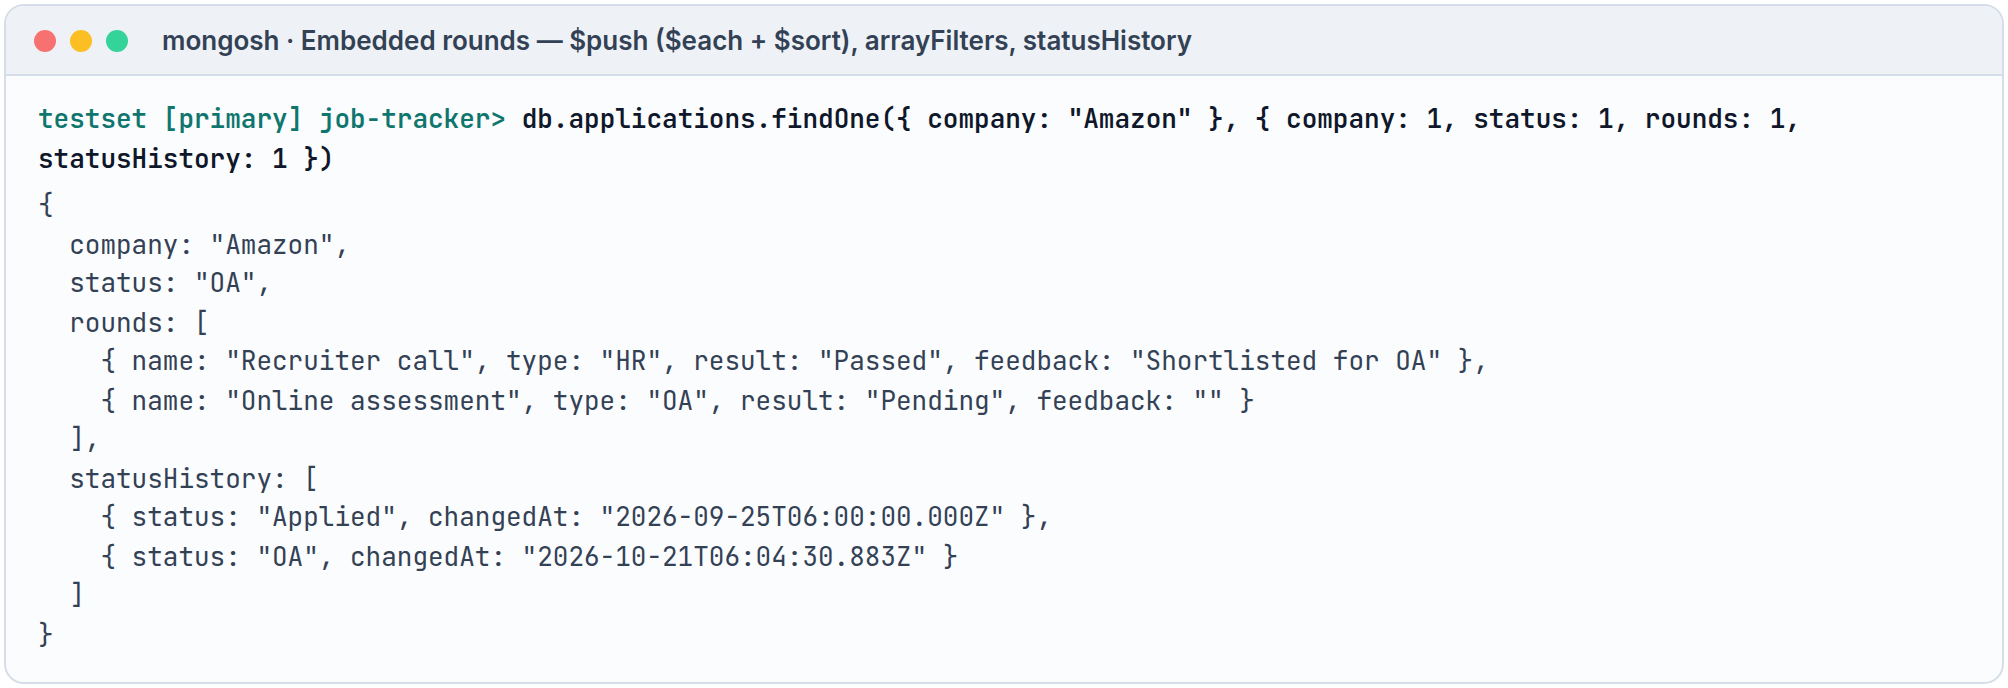 mongosh · Embedded rounds — $push ($each + $sort), arrayFilters, statusHistory
testset [primary] job-tracker> db.applications.findOne({ company: "Amazon" }, { company: 1, status: 1, rounds: 1,
statusHistory: 1 })
{
  company: "Amazon",
  status: "OA",
  rounds: [
    { name: "Recruiter call", type: "HR", result: "Passed", feedback: "Shortlisted for OA" },
    { name: "Online assessment", type: "OA", result: "Pending", feedback: "" }
  ],
  statusHistory: [
    { status: "Applied", changedAt: "2026-09-25T06:00:00.000Z" },
    { status: "OA", changedAt: "2026-10-21T06:04:30.883Z" }
  ]
}